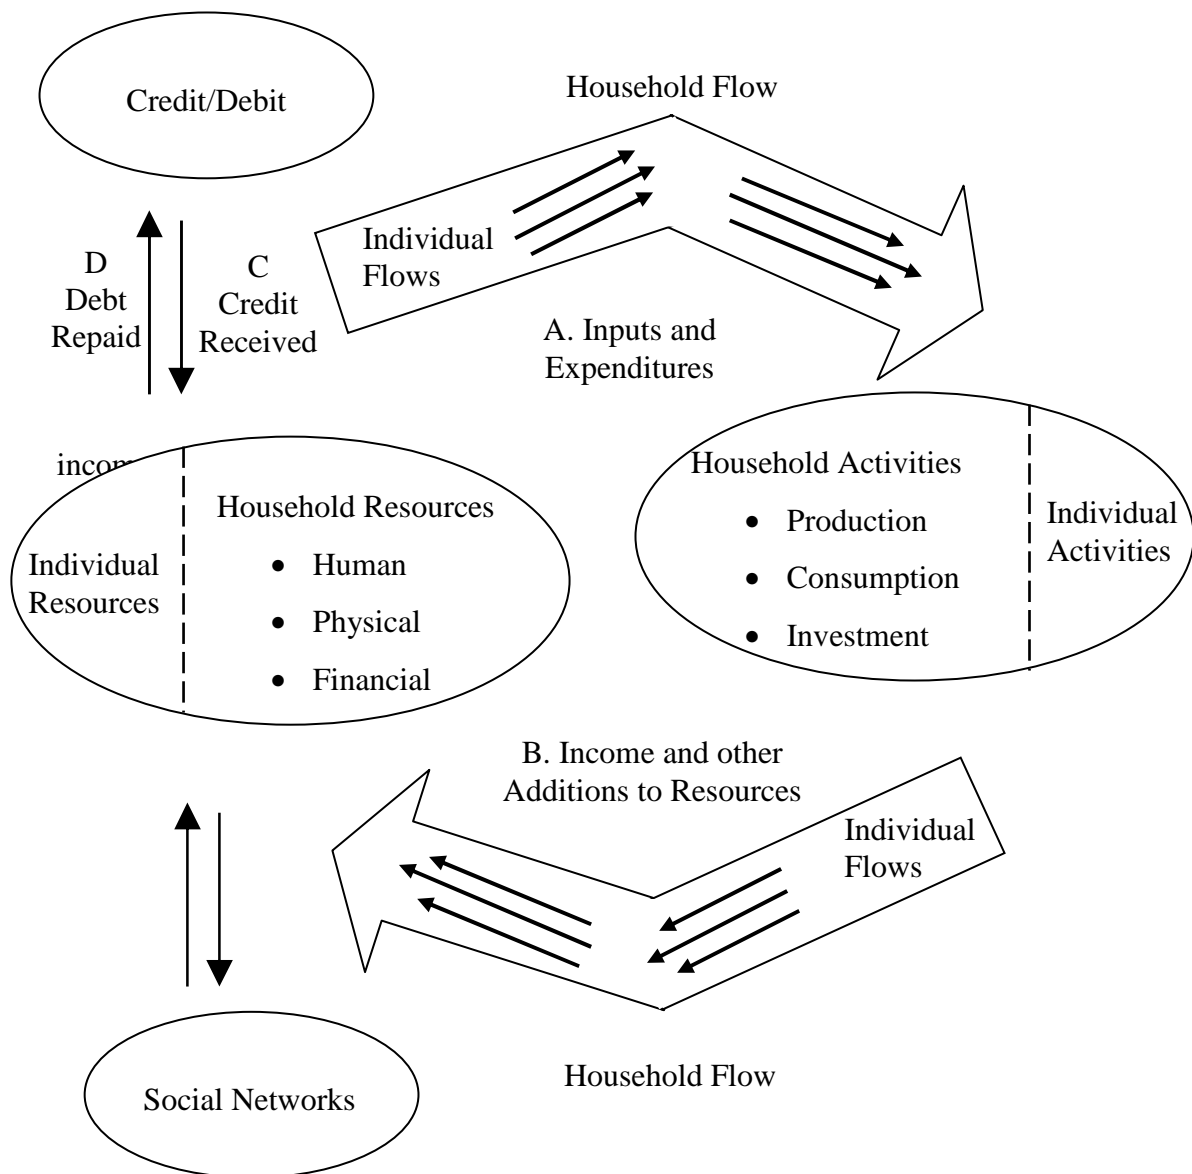 Credit/Debit
Household Flow
Individual
Flows
D
Debt
Repaid
C
Credit
Received
A. Inputs and
Expenditures
Household Resources
• Human
• Physical
• Financial
Individual
Resources
Household Activities
• Production
• Consumption
• Investment
Individual
Activities
B. Income and other
Additions to Resources
Individual
Flows
Household Flow
Social Networks